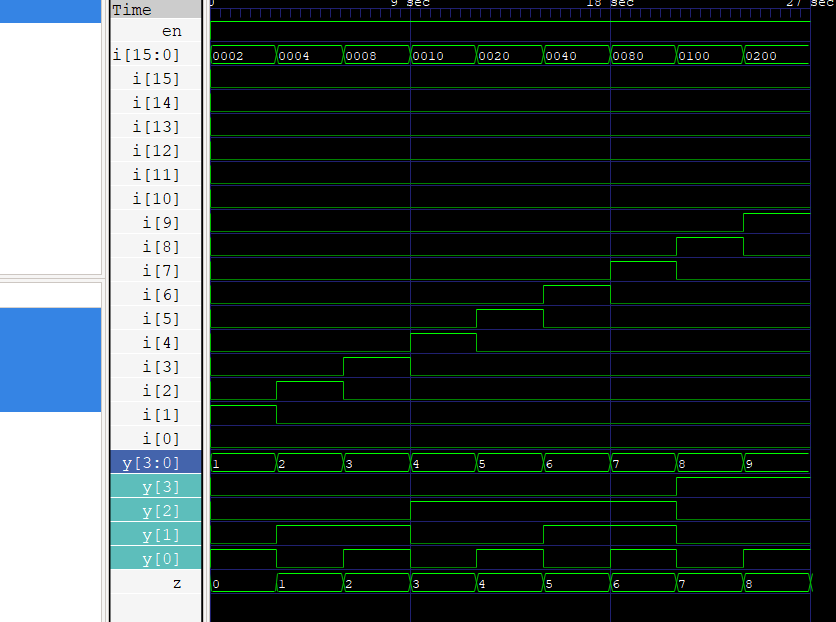 Time 0 9 sec 18 sec 27 sec
en
i[15:0] 0002 0004 0008 0010 0020 0040 0080 0100 0200
i[15]
i[14]
i[13]
i[12]
i[11]
i[10]
i[9]
i[8]
i[7]
i[6]
i[5]
i[4]
i[3]
i[2]
i[1]
i[0]
y[3:0] 1 2 3 4 5 6 7 8 9
y[3]
y[2]
y[1]
y[0]
z 0 1 2 3 4 5 6 7 8